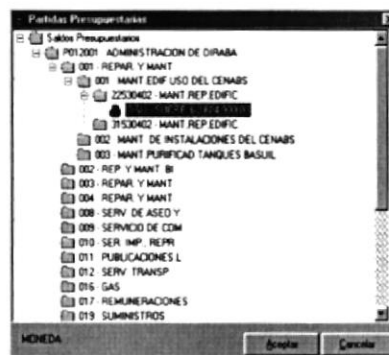 Partidas Presupuestarias
Saldos Presupuestarios
P012001 ADMINISTRACION DE DIRABA
001 - REPAR. Y MANT
001 MANT EDIF USO DEL CENABS
22530402 - MANT.REP.EDIFIC
31530402 - MANT.REP.EDIFIC
002 - MANT DE INSTALACIONES DEL CENABS
003 - MANT PURIFICAD TANQUES BASUIL
002 - REP. Y MANT. BI
003 - REPAR. Y MANT
004 REPAR. Y MANT
008 - SERV DE ASEO Y
009 SERVICIO DE COM
010 - SER. IMP., REPR
011 PUBLICACIONES L
012 SERV TRANSP
016 - GAS
017 - REMUNERACIONES
019 SUMINISTROS
MONEDA
Aceptar
Cancelar